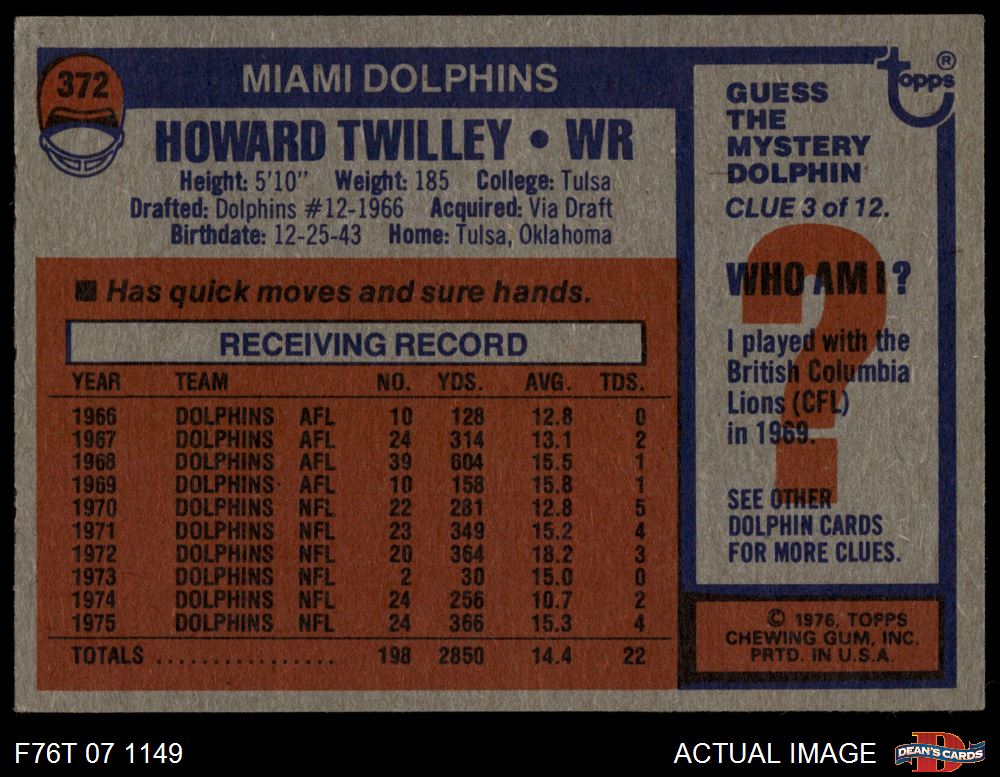 372
MIAMI DOLPHINS
HOWARD TWILLEY • WR
Height: 5'10" Weight: 185 College: Tulsa
Drafted: Dolphins #12-1966 Acquired: Via Draft
Birthdate: 12-25-43 Home: Tulsa, Oklahoma
■ Has quick moves and sure hands.
RECEIVING RECORD
YEAR TEAM NO. YDS. AVG. TDS.
1966 DOLPHINS AFL 10 128 12.8 0
1967 DOLPHINS AFL 24 314 13.1 2
1968 DOLPHINS AFL 39 604 15.5 1
1969 DOLPHINS AFL 10 158 15.8 1
1970 DOLPHINS NFL 22 281 12.8 5
1971 DOLPHINS NFL 23 349 15.2 4
1972 DOLPHINS NFL 20 364 18.2 3
1973 DOLPHINS NFL 2 30 15.0 0
1974 DOLPHINS NFL 24 256 10.7 2
1975 DOLPHINS NFL 24 366 15.3 4
TOTALS ................ 198 2850 14.4 22
topps ®
GUESS
THE
MYSTERY
DOLPHIN
CLUE 3 of 12.
?
WHO AM I?
I played with the
British Columbia
Lions (CFL)
in 1969.
SEE OTHER
DOLPHIN CARDS
FOR MORE CLUES.
© 1976, TOPPS
CHEWING GUM, INC.
PRTD. IN U.S.A.
F76T 07 1149
ACTUAL IMAGE
D
DEAN'S CARDS